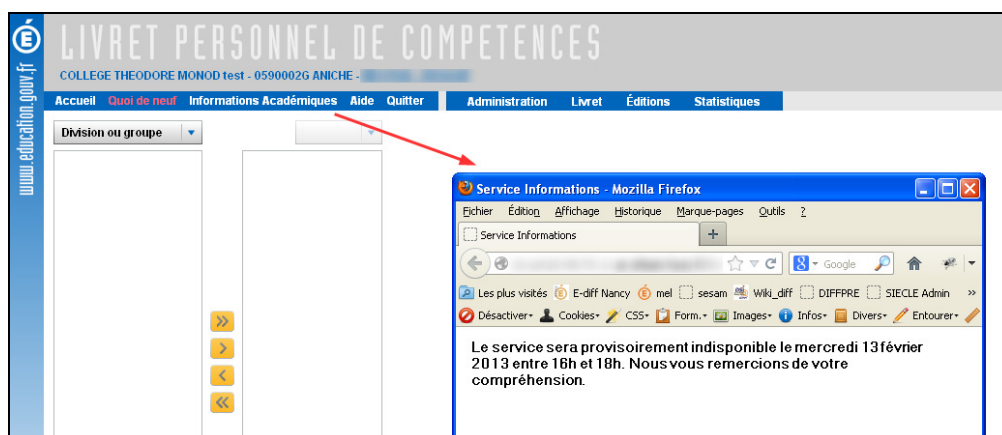 LIVRET PERSONNEL DE COMPETENCES
COLLEGE THEODORE MONOD test - 0590002G ANICHE -
www.education.gouv.fr
Accueil Quoi de neuf Informations Académiques Aide Quitter Administration Livret Éditions Statistiques
Division ou groupe
Service Informations - Mozilla Firefox
Fichier Édition Affichage Historique Marque-pages Outils ?
Service Informations
Google
Les plus visités E-diff Nancy mel sesam Wiki_diff DIFFPRE SIECLE Admin »
Désactiver Cookies CSS Form. Images Infos Divers Entourer
Le service sera provisoirement indisponible le mercredi 13 février
2013 entre 16h et 18h. Nous vous remercions de votre
compréhension.